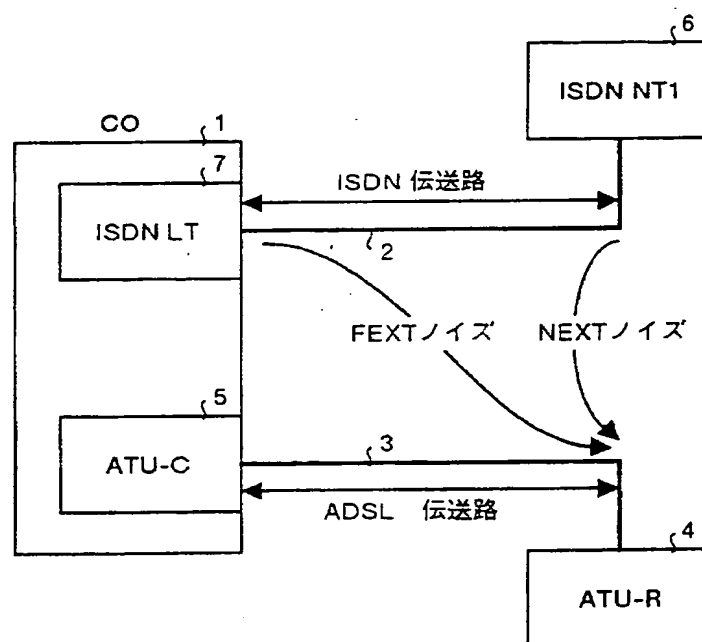 6
ISDN NT1
CO
1
7
ISDN LT
ISDN 伝送路
2
FEXTノイズ
NEXTノイズ
5
ATU-C
3
ADSL 伝送路
4
ATU-R